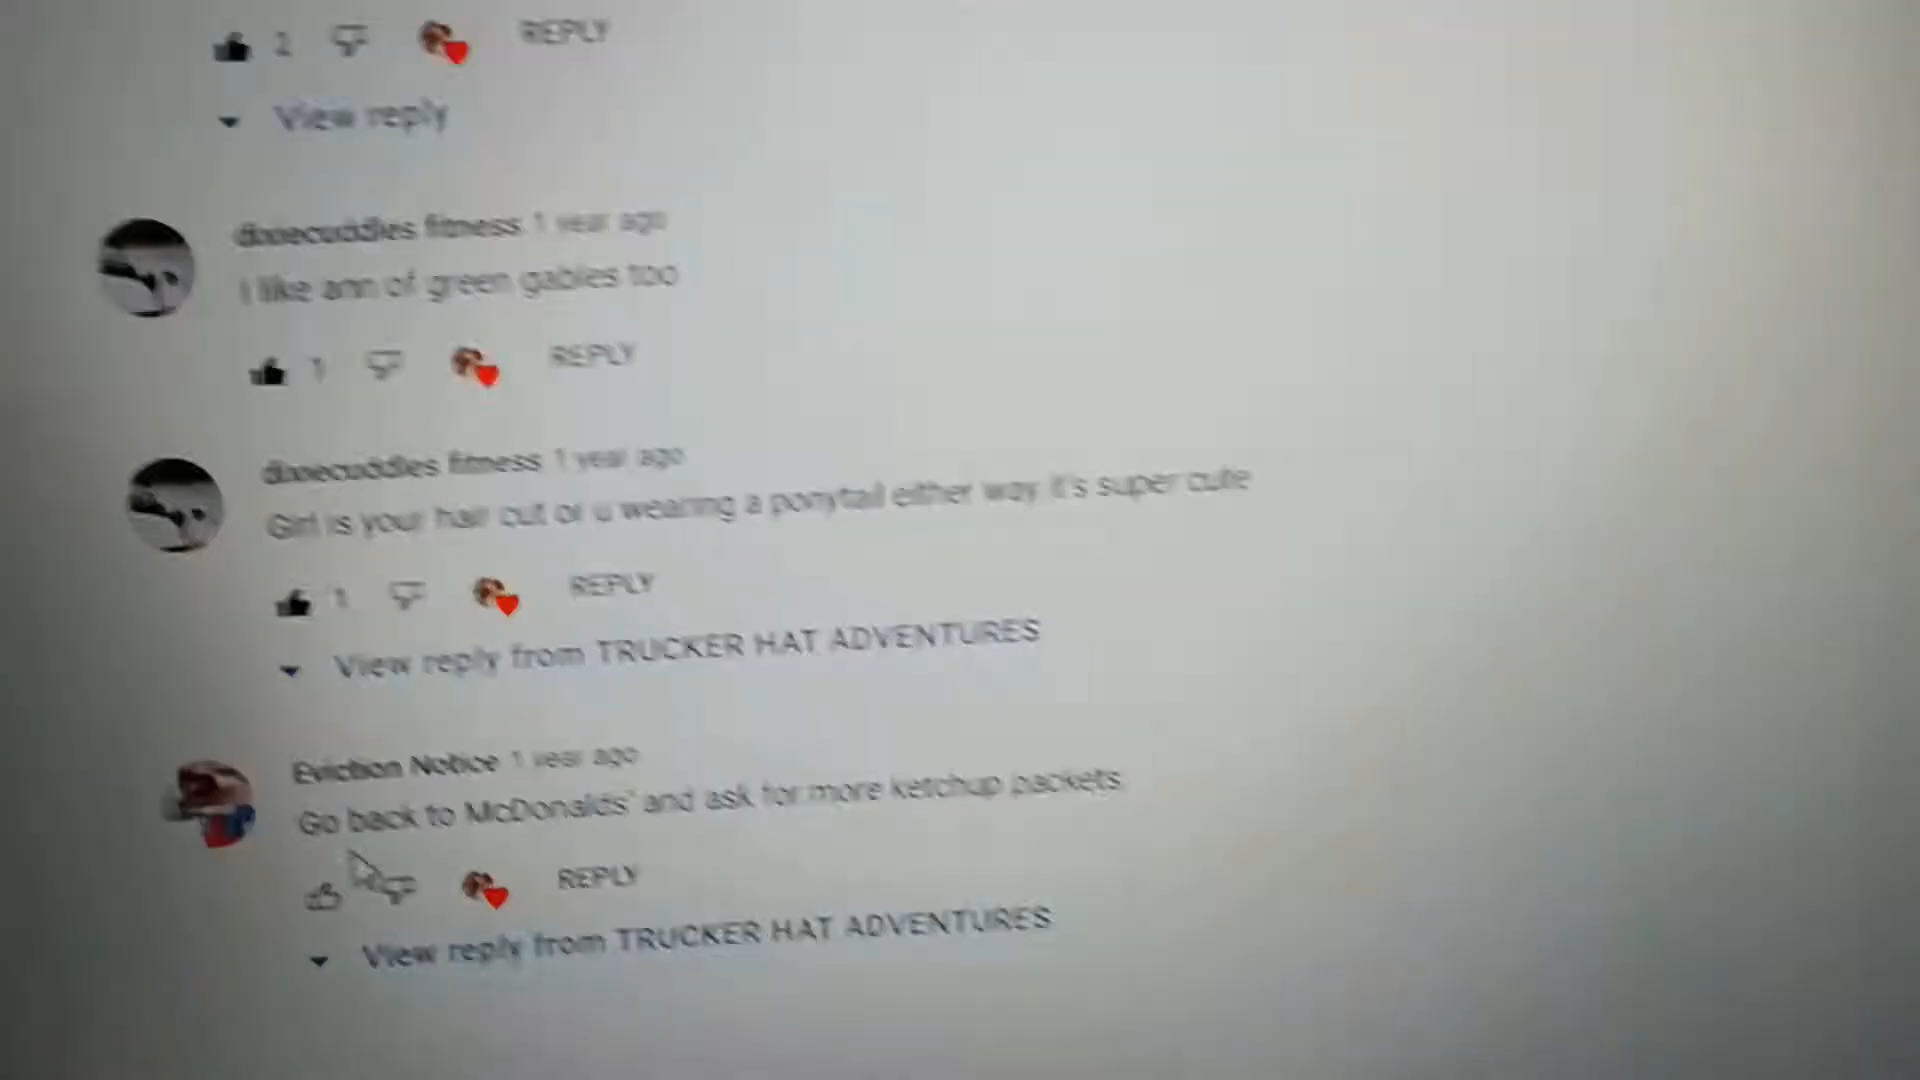 2 REPLY
View reply
dixiecuddles fitness 1 year ago
I like ann of green gables too
1 REPLY
dixiecuddles fitness 1 year ago
Girl is your hair cut or u wearing a ponytail either way it's super cute
1 REPLY
View reply from TRUCKER HAT ADVENTURES
Eviction Notice 1 year ago
Go back to McDonalds' and ask for more ketchup packets.
REPLY
View reply from TRUCKER HAT ADVENTURES